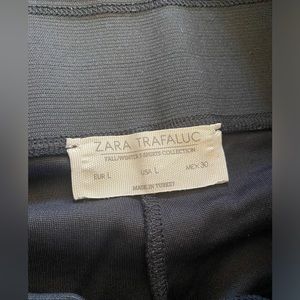 ZARA TRAFALUC
FALL/WINTER'S SPORTS COLLECTION
EUR L USA L MEX 30
MADE IN TURKEY